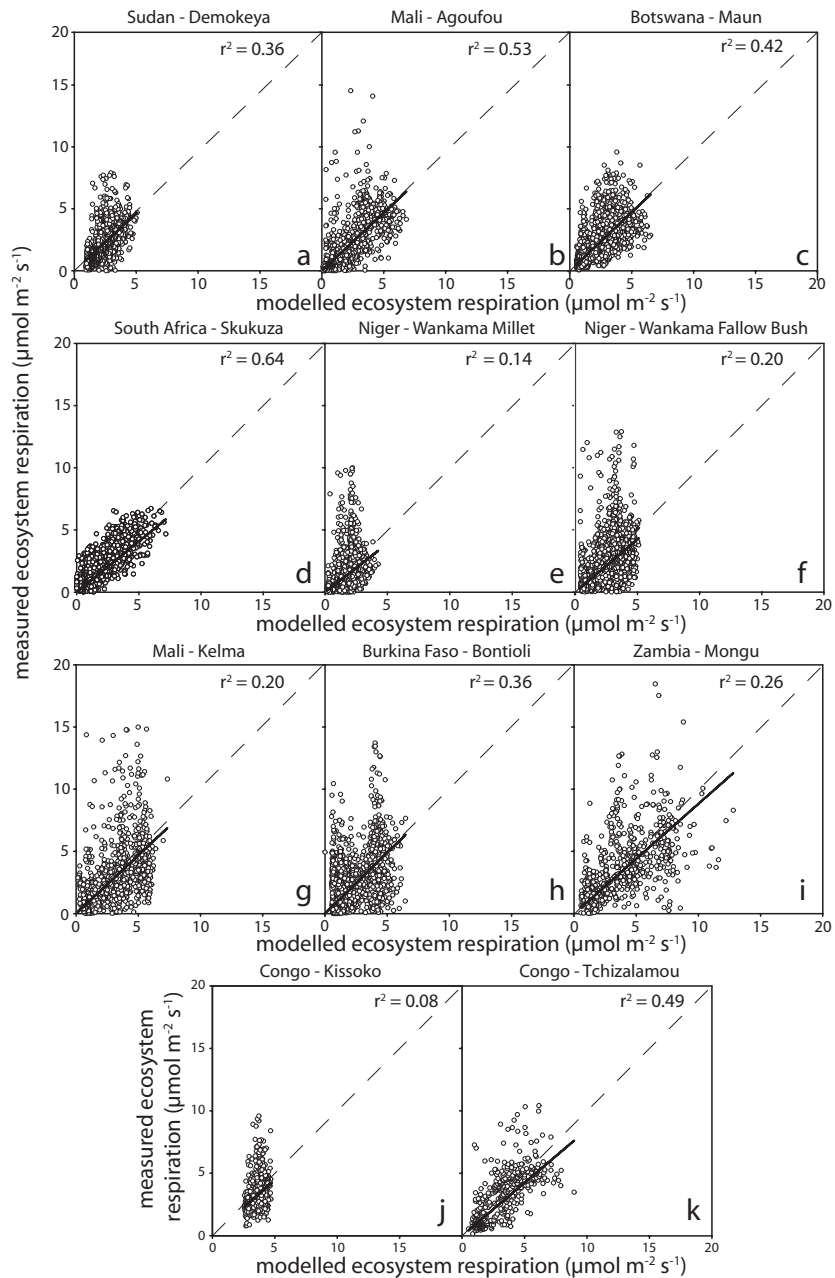 Sudan - Demokeya
Mali - Agoufou
Botswana - Maun
20
15
10
5
0
r² = 0.36
a
r² = 0.53
b
r² = 0.42
c
0 5 10 15 0 5 10 15 0 5 10 15 20
modelled ecosystem respiration (µmol m⁻² s⁻¹)
modelled ecosystem respiration (µmol m⁻² s⁻¹)
measured ecosystem respiration (µmol m⁻² s⁻¹)
South Africa - Skukuza
Niger - Wankama Millet
Niger - Wankama Fallow Bush
20
15
10
5
0
r² = 0.64
d
r² = 0.14
e
r² = 0.20
f
0 5 10 15 0 5 10 15 0 5 10 15 20
modelled ecosystem respiration (µmol m⁻² s⁻¹)
Mali - Kelma
Burkina Faso - Bontioli
Zambia - Mongu
20
15
10
5
0
r² = 0.20
g
r² = 0.36
h
r² = 0.26
i
0 5 10 15 0 5 10 15 0 5 10 15 20
modelled ecosystem respiration (µmol m⁻² s⁻¹)
Congo - Kissoko
Congo - Tchizalamou
measured ecosystem
respiration (µmol m⁻² s⁻¹)
20
15
10
5
0
r² = 0.08
j
r² = 0.49
k
0 5 10 15 0 5 10 15 20
modelled ecosystem respiration (µmol m⁻² s⁻¹)